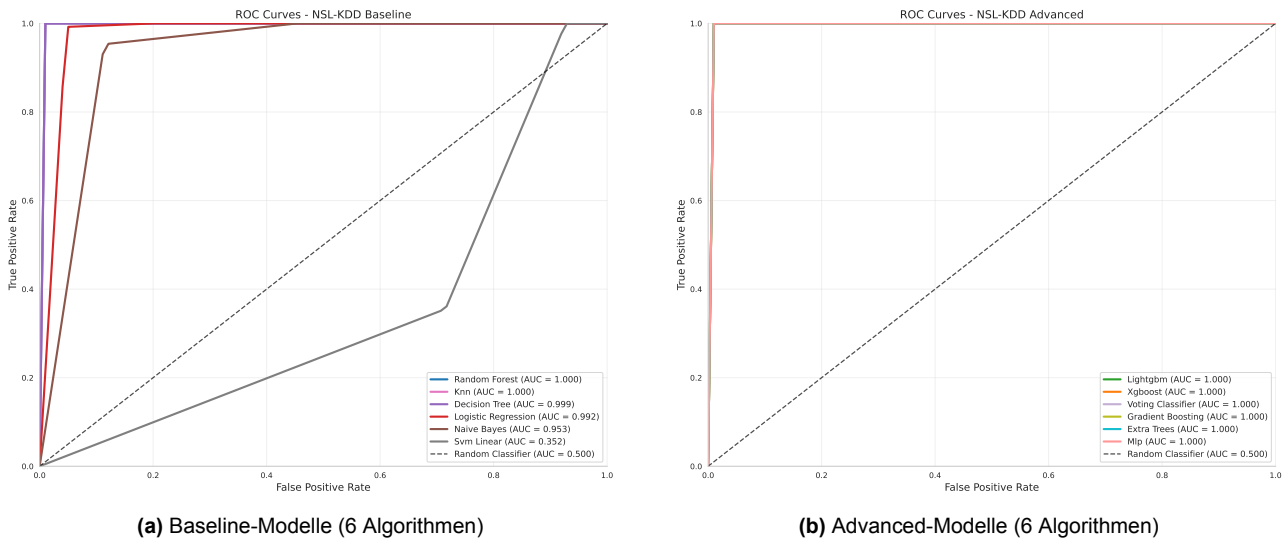 ROC Curves - NSL-KDD Baseline
1.0
0.8
0.6
0.4
0.2
0.0
True Positive Rate
0.0 0.2 0.4 0.6 0.8 1.0
False Positive Rate
Random Forest (AUC = 1.000)
Knn (AUC = 1.000)
Decision Tree (AUC = 0.999)
Logistic Regression (AUC = 0.992)
Naive Bayes (AUC = 0.953)
Svm Linear (AUC = 0.352)
Random Classifier (AUC = 0.500)
(a) Baseline-Modelle (6 Algorithmen)
ROC Curves - NSL-KDD Advanced
1.0
0.8
0.6
0.4
0.2
0.0
True Positive Rate
0.0 0.2 0.4 0.6 0.8 1.0
False Positive Rate
Lightgbm (AUC = 1.000)
Xgboost (AUC = 1.000)
Voting Classifier (AUC = 1.000)
Gradient Boosting (AUC = 1.000)
Extra Trees (AUC = 1.000)
Mlp (AUC = 1.000)
Random Classifier (AUC = 0.500)
(b) Advanced-Modelle (6 Algorithmen)